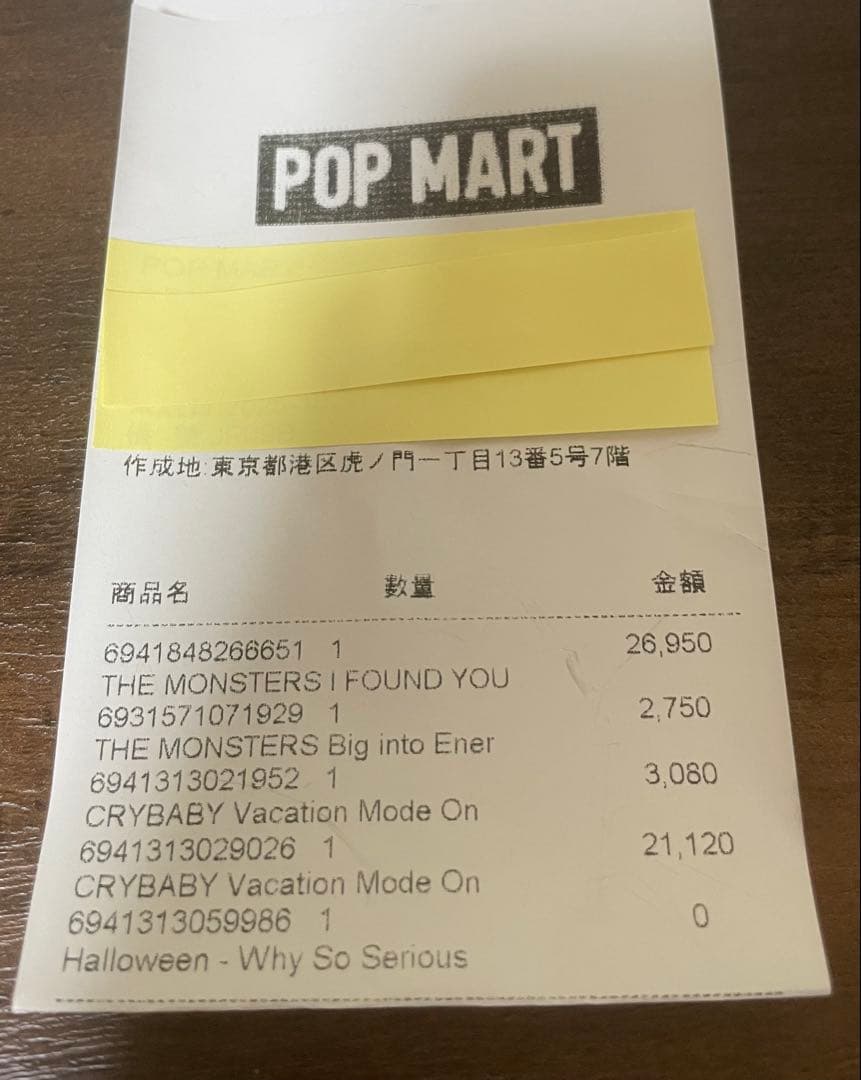 POP MART
作成地:東京都港区虎ノ門一丁目13番5号7階
商品名 数量 金額
6941848266651 1 26,950
THE MONSTERS I FOUND YOU
6931571071929 1 2,750
THE MONSTERS Big into Ener
6941313021952 1 3,080
CRYBABY Vacation Mode On
6941313029026 1 21,120
CRYBABY Vacation Mode On
6941313059986 1 0
Halloween - Why So Serious